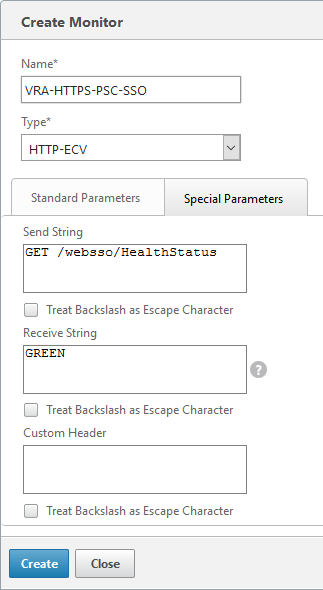 Create Monitor
Name*
VRA-HTTPS-PSC-SSO
Type*
HTTP-ECV
Standard Parameters
Special Parameters
Send String
GET /websso/HealthStatus
Treat Backslash as Escape Character
Receive String
GREEN
?
Treat Backslash as Escape Character
Custom Header
Treat Backslash as Escape Character
Create
Close